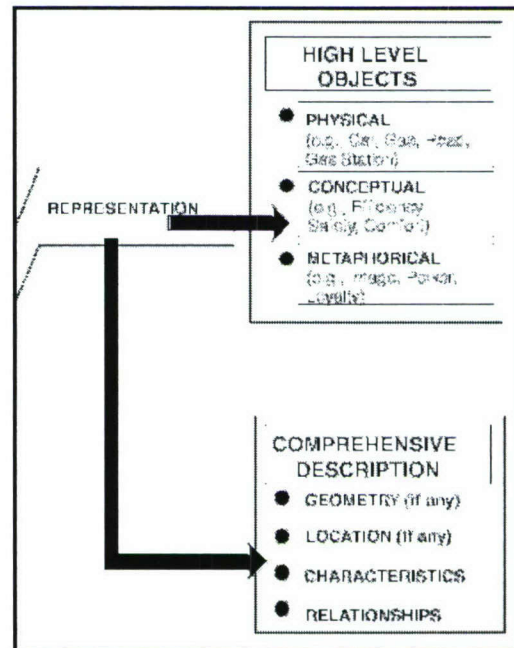 HIGH LEVEL
OBJECTS
PHYSICAL
(e.g., Car, Gas, Road,
Gas Station)
REPRESENTATION
CONCEPTUAL
(e.g., Efficiency
Safety, Comfort)
METAPHORICAL
(e.g., Image, Power,
Loyalty)
COMPREHENSIVE
DESCRIPTION
GEOMETRY (if any)
LOCATION (if any)
CHARACTERISTICS
RELATIONSHIPS